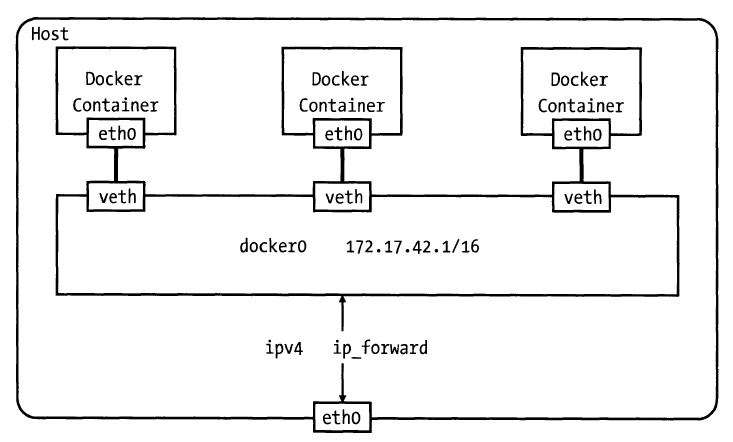 Host
Docker
Container
Docker
Container
Docker
Container
eth0
eth0
eth0
veth
veth
veth
docker0 172.17.42.1/16
ipv4 ip_forward
eth0